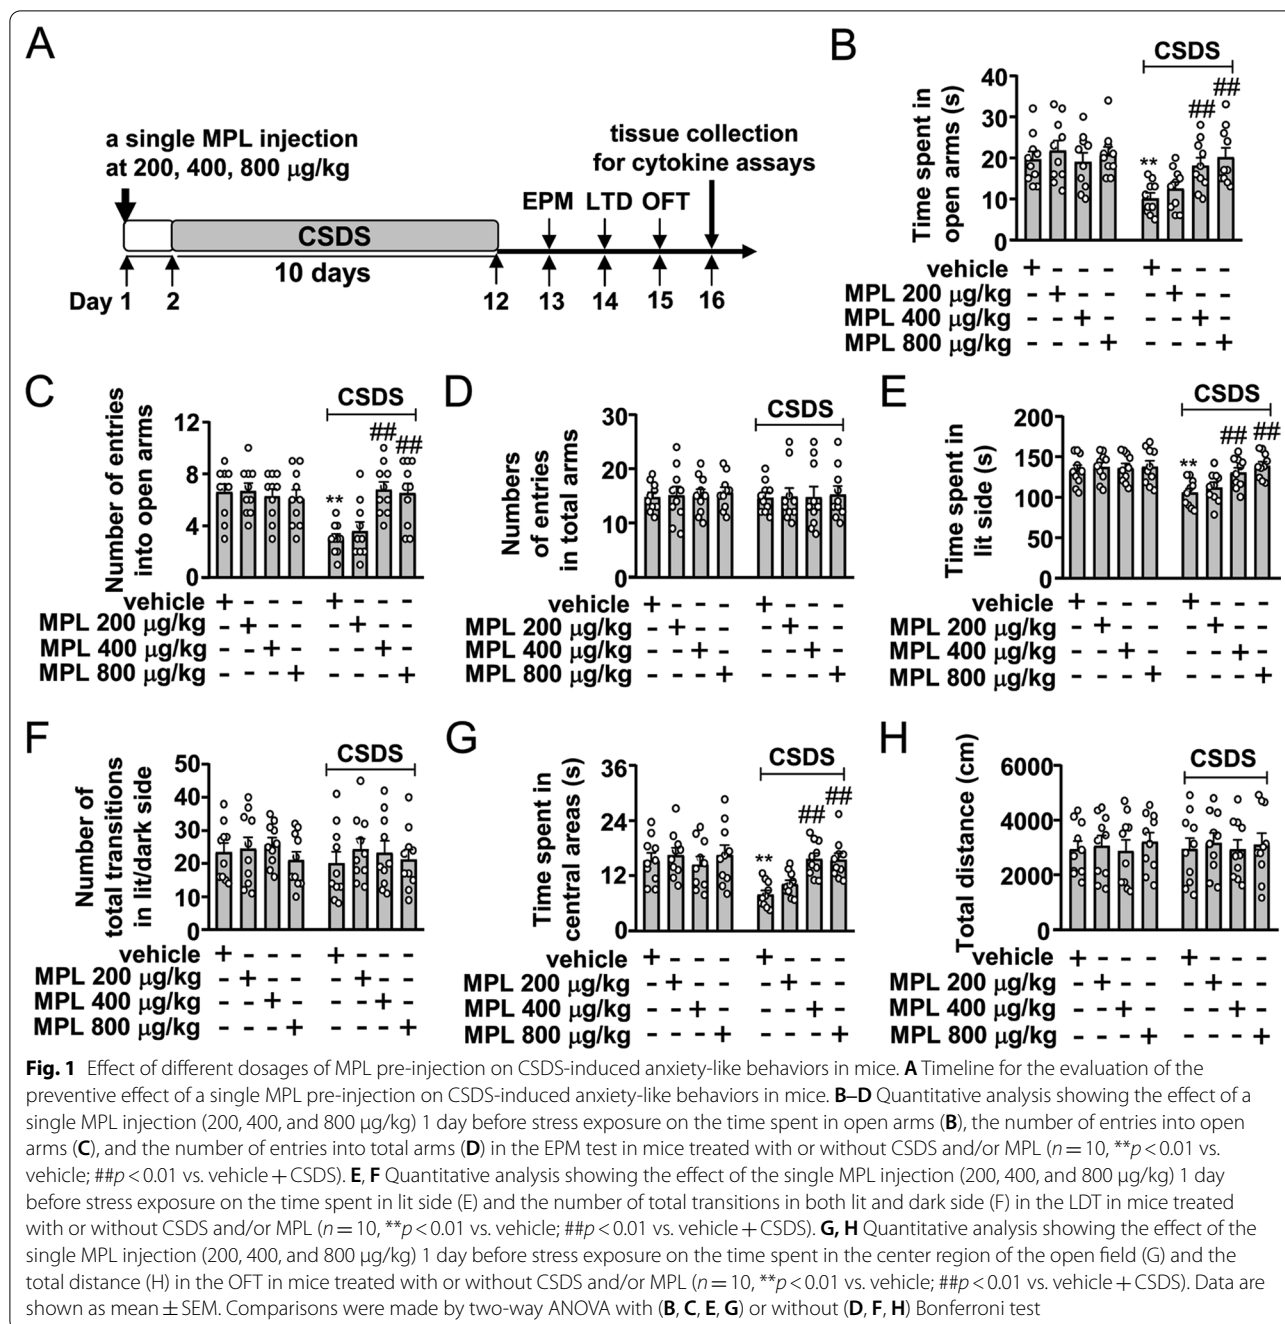 A
a single MPL injection
at 200, 400, 800 μg/kg
tissue collection
for cytokine assays
EPM LTD OFT
CSDS
10 days
Day 1 2 12 13 14 15 16
B
CSDS
Time spent in
open arms (s)
40
30
20
10
0
** ## ##
vehicle + - - - + - - -
MPL 200 μg/kg - + - - - + - -
MPL 400 μg/kg - - + - - - + -
MPL 800 μg/kg - - - + - - - +
C
CSDS
Number of entries
into open arms
12
8
4
0
** ## ##
vehicle + - - - + - - -
MPL 200 μg/kg - + - - - + - -
MPL 400 μg/kg - - + - - - + -
MPL 800 μg/kg - - - + - - - +
D
CSDS
Numbers
of entries
in total arms
30
20
10
0
vehicle + - - - + - - -
MPL 200 μg/kg - + - - - + - -
MPL 400 μg/kg - - + - - - + -
MPL 800 μg/kg - - - + - - - +
E
CSDS
Time spent in
lit side (s)
200
150
100
50
0
** ## ##
vehicle + - - - + - - -
MPL 200 μg/kg - + - - - + - -
MPL 400 μg/kg - - + - - - + -
MPL 800 μg/kg - - - + - - - +
F
CSDS
Number of
total transitions
in lit/dark side
50
40
30
20
10
0
vehicle + - - - + - - -
MPL 200 μg/kg - + - - - + - -
MPL 400 μg/kg - - + - - - + -
MPL 800 μg/kg - - - + - - - +
G
CSDS
Time spent in
central areas (s)
36
24
12
0
** ## ##
vehicle + - - - + - - -
MPL 200 μg/kg - + - - - + - -
MPL 400 μg/kg - - + - - - + -
MPL 800 μg/kg - - - + - - - +
H
CSDS
Total distance (cm)
6000
4000
2000
0
vehicle + - - - + - - -
MPL 200 μg/kg - + - - - + - -
MPL 400 μg/kg - - + - - - + -
MPL 800 μg/kg - - - + - - - +
Fig. 1 Effect of different dosages of MPL pre-injection on CSDS-induced anxiety-like behaviors in mice. A Timeline for the evaluation of the
preventive effect of a single MPL pre-injection on CSDS-induced anxiety-like behaviors in mice. B–D Quantitative analysis showing the effect of a
single MPL injection (200, 400, and 800 μg/kg) 1 day before stress exposure on the time spent in open arms (B), the number of entries into open
arms (C), and the number of entries into total arms (D) in the EPM test in mice treated with or without CSDS and/or MPL (n = 10, **p < 0.01 vs.
vehicle; ##p < 0.01 vs. vehicle + CSDS). E, F Quantitative analysis showing the effect of the single MPL injection (200, 400, and 800 μg/kg) 1 day
before stress exposure on the time spent in lit side (E) and the number of total transitions in both lit and dark side (F) in the LDT in mice treated
with or without CSDS and/or MPL (n = 10, **p < 0.01 vs. vehicle; ##p < 0.01 vs. vehicle + CSDS). G, H Quantitative analysis showing the effect of the
single MPL injection (200, 400, and 800 μg/kg) 1 day before stress exposure on the time spent in the center region of the open field (G) and the
total distance (H) in the OFT in mice treated with or without CSDS and/or MPL (n = 10, **p < 0.01 vs. vehicle; ##p < 0.01 vs. vehicle + CSDS). Data are
shown as mean ± SEM. Comparisons were made by two-way ANOVA with (B, C, E, G) or without (D, F, H) Bonferroni test